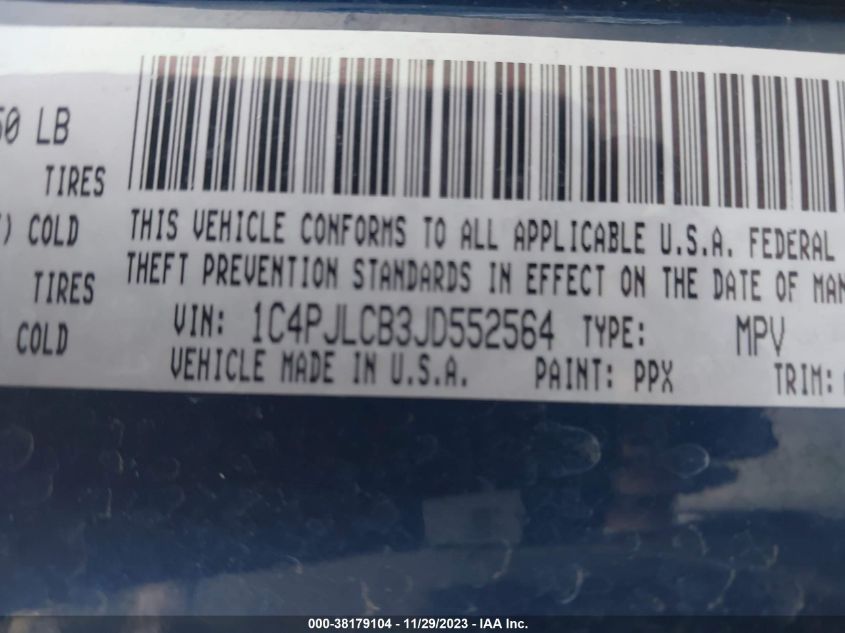 50 LB
TIRES
) COLD
TIRES
COLD
THIS VEHICLE CONFORMS TO ALL APPLICABLE U.S.A. FEDERAL
THEFT PREVENTION STANDARDS IN EFFECT ON THE DATE OF MAN
VIN: 1C4PJLCB3JD552564 TYPE: MPV
VEHICLE MADE IN U.S.A. PAINT: PPX TRIM:
000-38179104 - 11/29/2023 - IAA Inc.